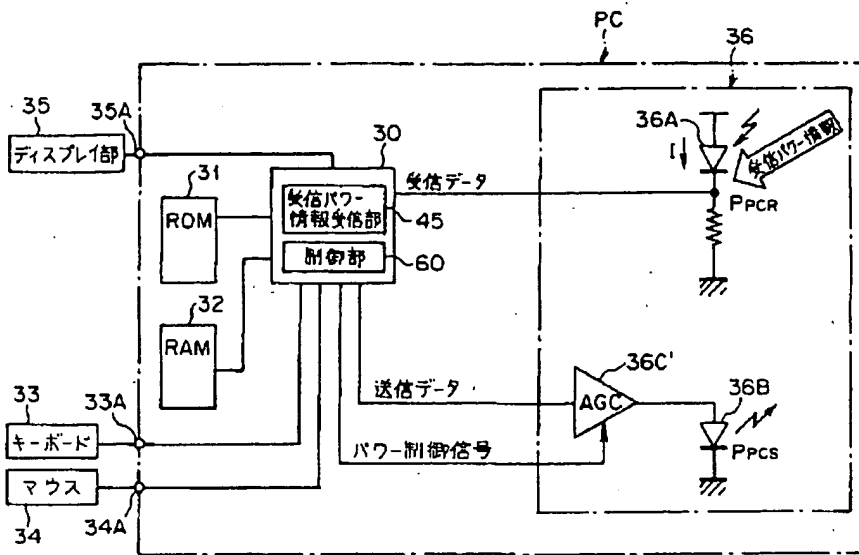 PC
36
35
35A
ディスプレイ部
31
ROM
30
受信パワー
情報受信部
45
制御部
60
受信データ
36A
I
受信パワー情報
PPCR
32
RAM
36C'
送信データ
AGC
36B
PPCS
33
33A
キーボード
パワー制御信号
マウス
34
34A